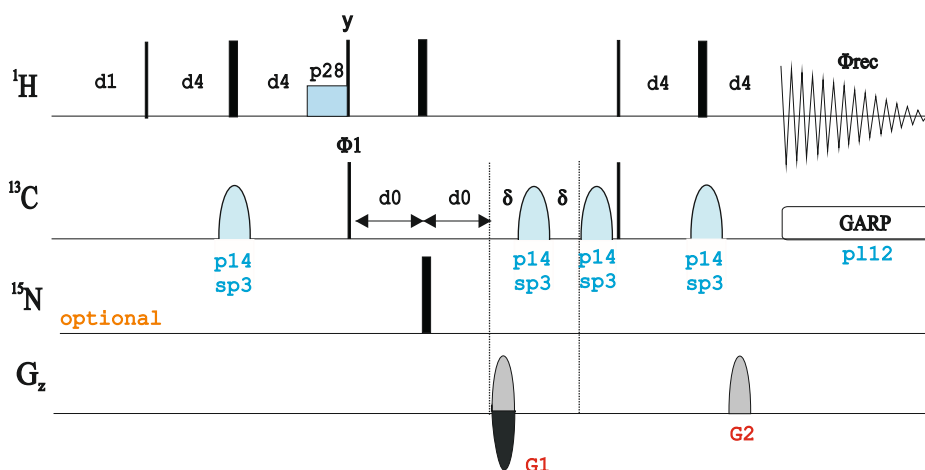 y
¹H
d1
d4
d4
p28
d4
d4
Φrec
Φ1
¹³C
d0
d0
δ
δ
GARP
p14
sp3
p14
sp3
p14
sp3
p14
sp3
pl12
¹⁵N
optional
G_z
G1
G2